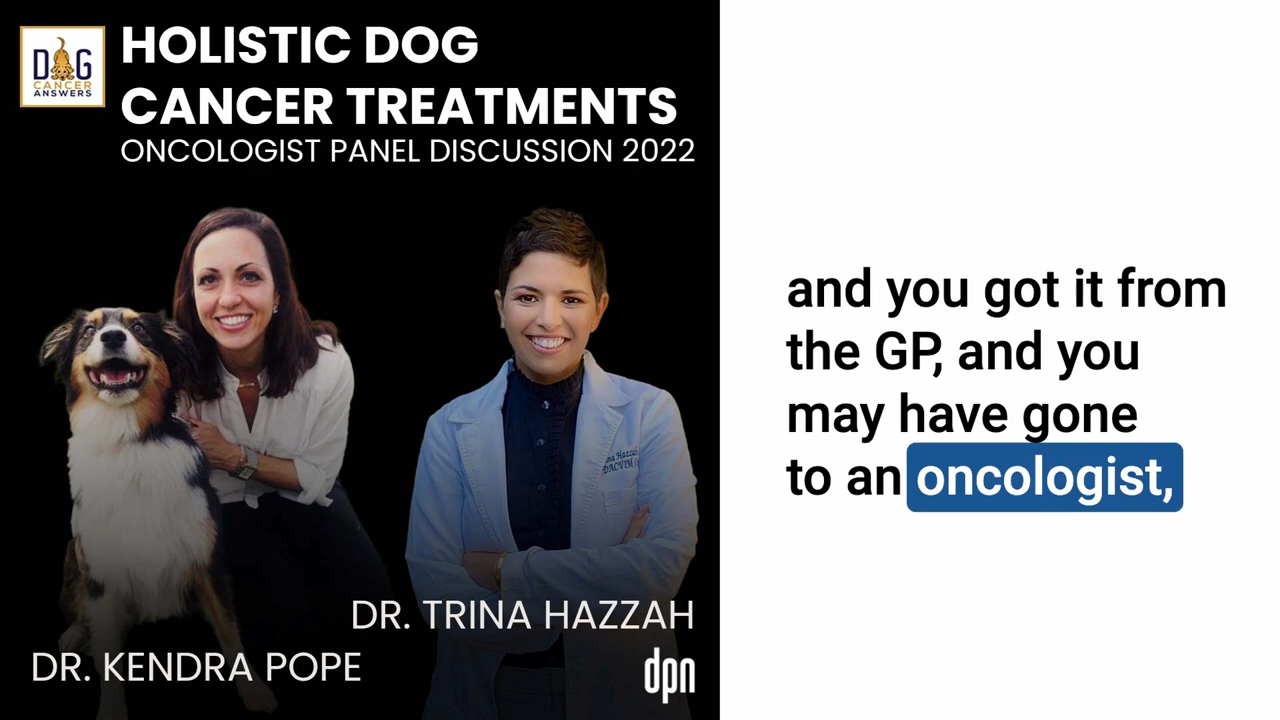 DOG
CANCER
ANSWERS
HOLISTIC DOG
CANCER TREATMENTS
ONCOLOGIST PANEL DISCUSSION 2022
DACVIM
DR. TRINA HAZZAH
DR. KENDRA POPE
dpn
and you got it from
the GP, and you
may have gone
to an oncologist,